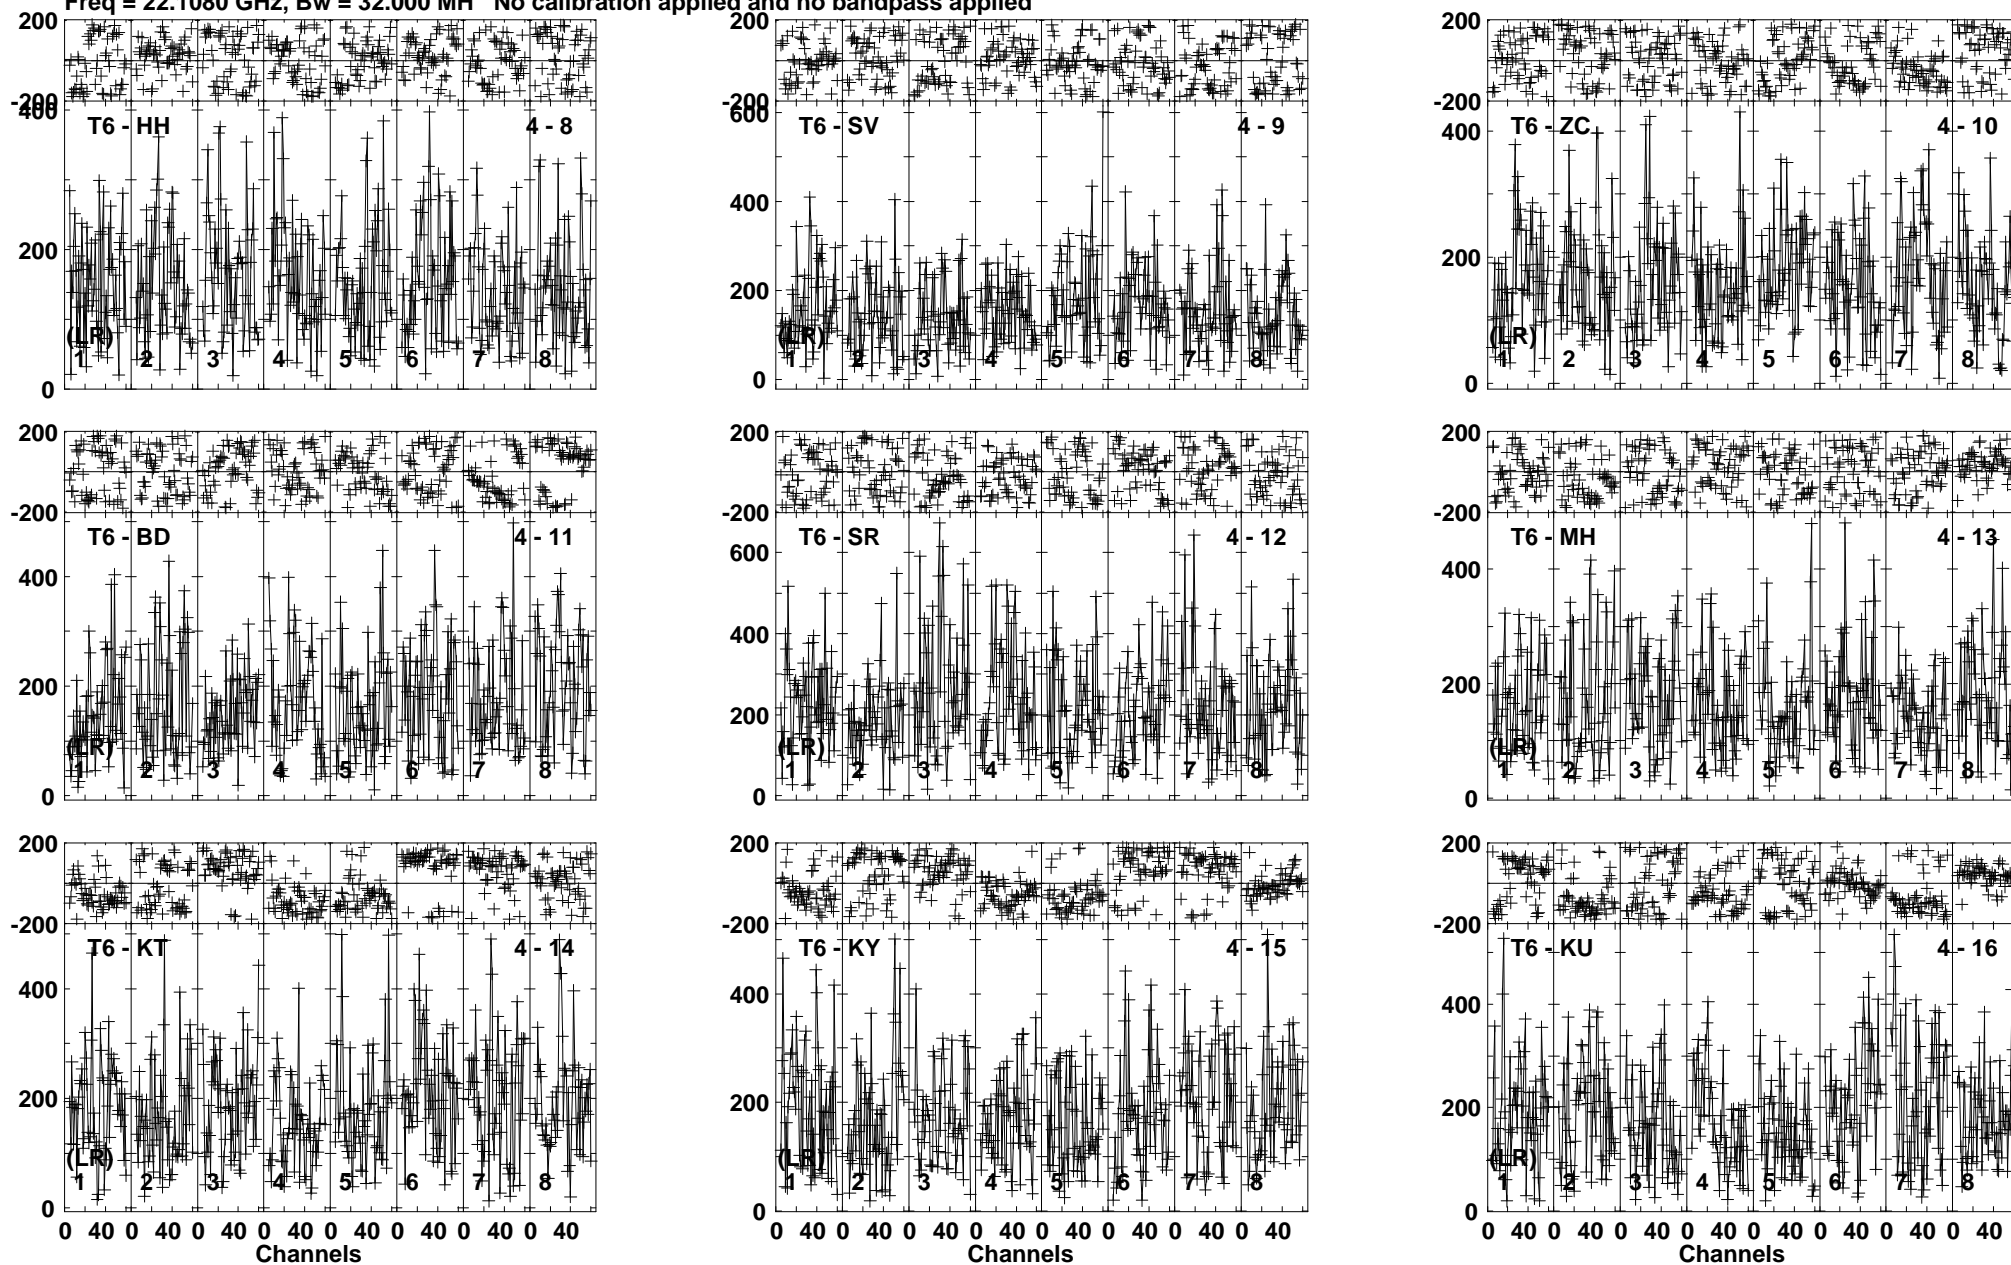 Freq = 22.1080 GHz, Bw = 32.000 MH   No calibration applied and no bandpass applied
200 200 200
-200 -200 -200
400 T6 - HH 4 - 8 600 T6 - SV 4 - 9 400 T6 - ZC 4 - 10
200 400 200 200
(LR) (LR) (LR)
1 2 3 4 5 6 7 8 1 2 3 4 5 6 7 8 1 2 3 4 5 6 7 8
0 0 0
200 200 200
-200 -200 -200
T6 - BD 4 - 11 T6 - SR 4 - 12 T6 - MH 4 - 13
400 600 400
200 400 200 200
(LR) (LR) (LR)
1 2 3 4 5 6 7 8 1 2 3 4 5 6 7 8 1 2 3 4 5 6 7 8
0 0 0
200 200 200
-200 -200 -200
T6 - KT 4 - 14 T6 - KY 4 - 15 T6 - KU 4 - 16
400 400 400
200 200 200
(LR) (LR) (LR)
1 2 3 4 5 6 7 8 1 2 3 4 5 6 7 8 1 2 3 4 5 6 7 8
0 0 0
0 40 0 40 0 40 0 40 0 40 0 40 0 40 0 40 0 40 0 40 0 40 0 40 0 40 0 40 0 40 0 40 0 40 0 40 0 40 0 40 0 40 0 40 0 40 0 40
Channels Channels Channels